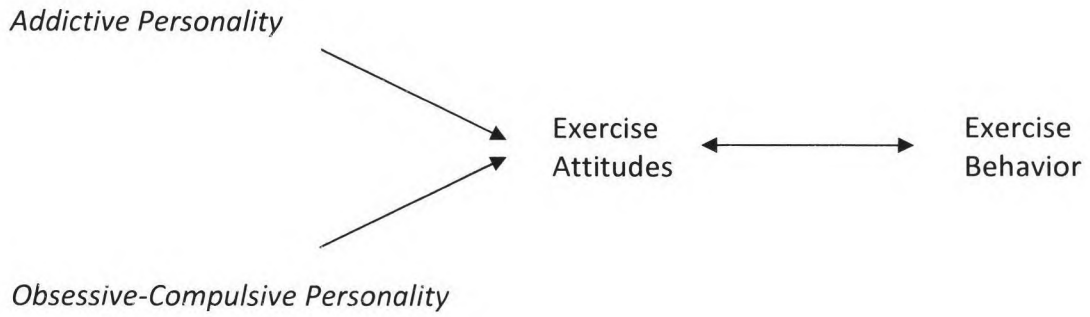 Addictive Personality
Exercise
Attitudes
Exercise
Behavior
Obsessive-Compulsive Personality